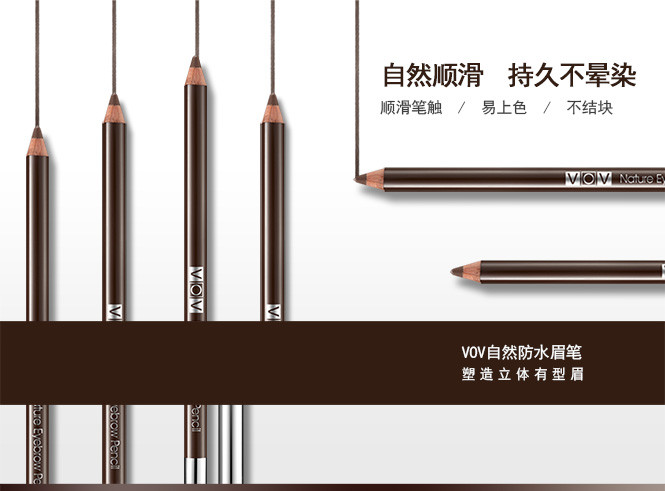 自然顺滑 持久不晕染
顺滑笔触 / 易上色 / 不结块
VOV Nature Ey
VOV
VOV
VOV自然防水眉笔
塑造立体有型眉
Nature Eyebrow Pe
Eyebrow Pencil
Pencil